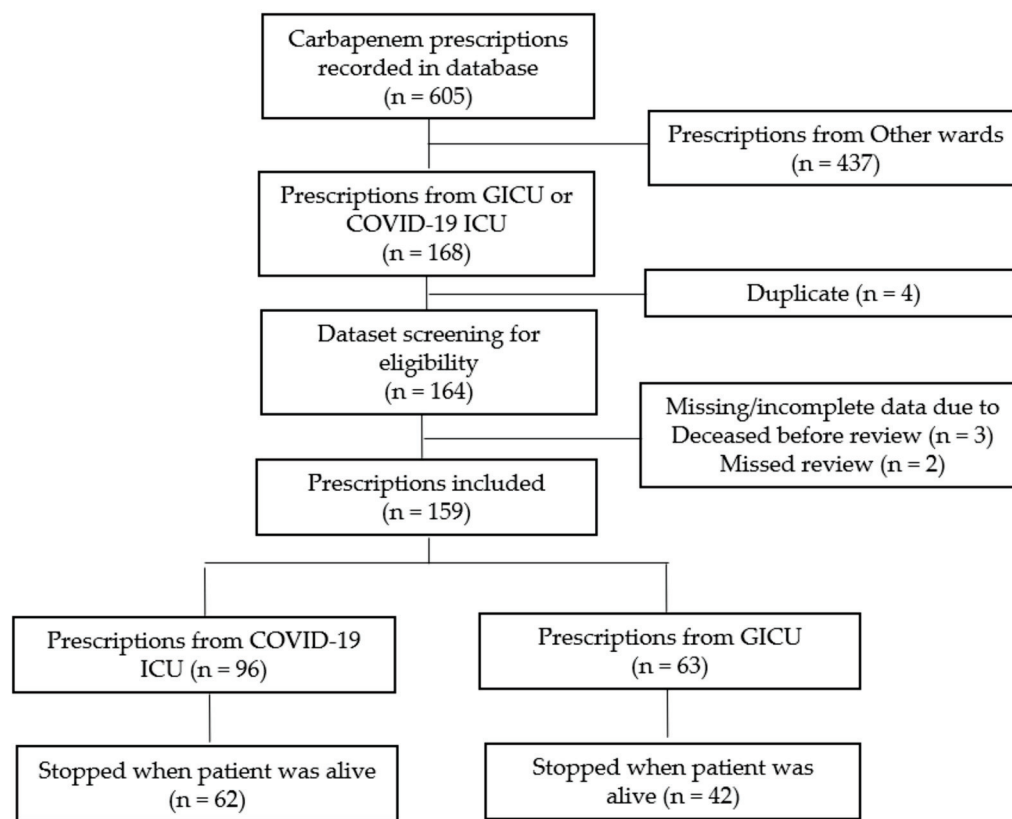 Carbapenem prescriptions
recorded in database
(n = 605)
Prescriptions from Other wards
(n = 437)
Prescriptions from GICU or
COVID-19 ICU
(n = 168)
Duplicate (n = 4)
Dataset screening for
eligibility
(n = 164)
Missing/incomplete data due to
Deceased before review (n = 3)
Missed review (n = 2)
Prescriptions included
(n = 159)
Prescriptions from COVID-19
ICU (n = 96)
Prescriptions from GICU
(n = 63)
Stopped when patient was alive
(n = 62)
Stopped when patient was
alive (n = 42)